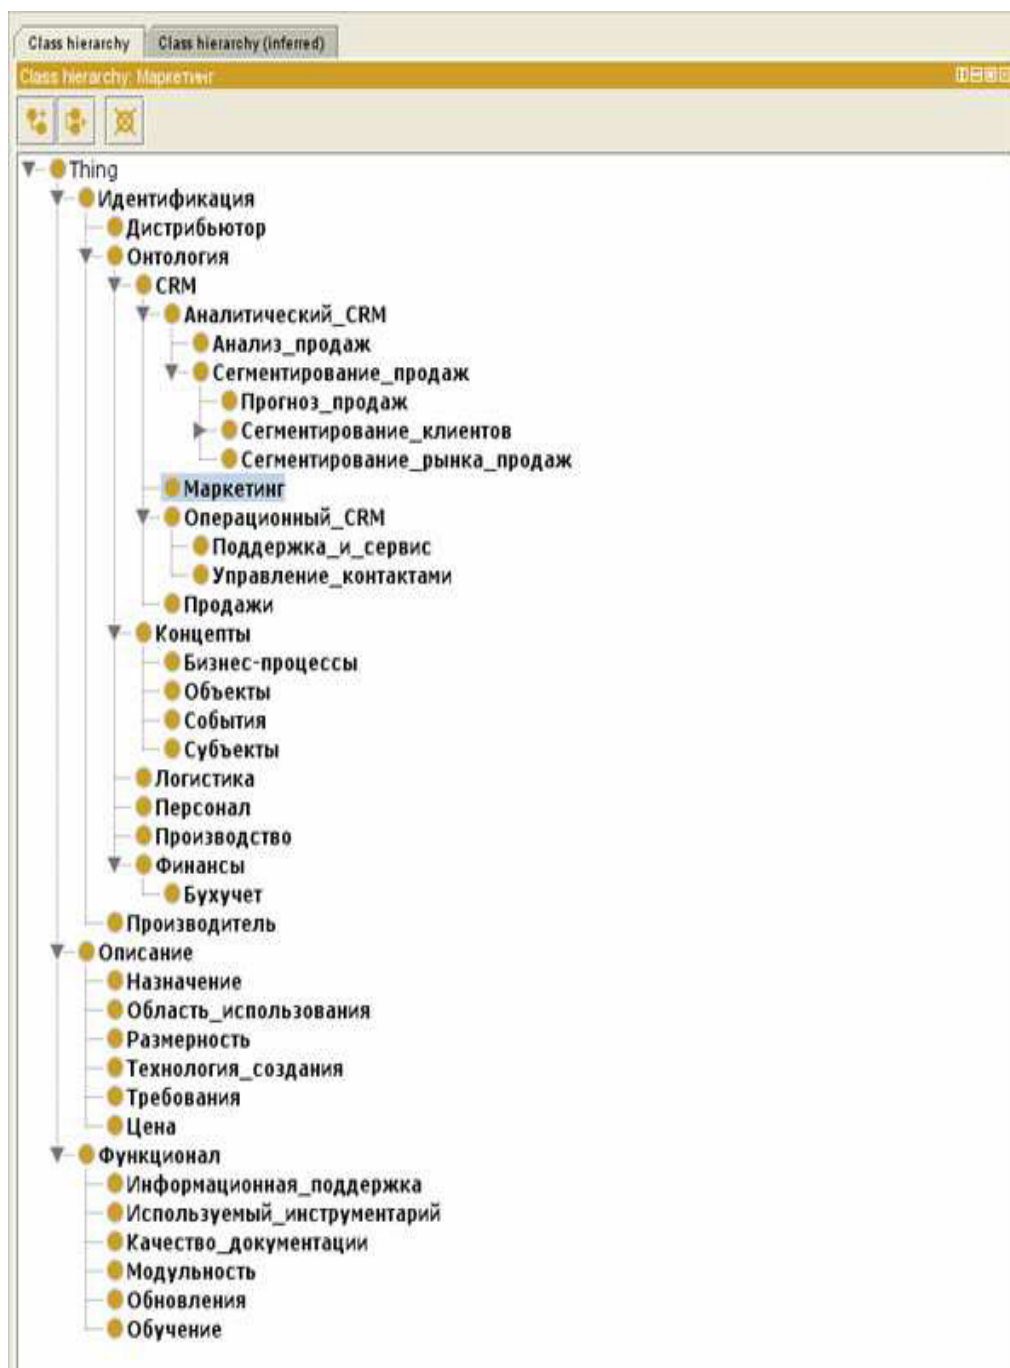 Class hierarchy Class hierarchy (inferred)
Class hierarchy: Маркетинг
Thing
Идентификация
Дистрибьютор
Онтология
CRM
Аналитический_CRM
Анализ_продаж
Сегментирование_продаж
Прогноз_продаж
Сегментирование_клиентов
Сегментирование_рынка_продаж
Маркетинг
Операционный_CRM
Поддержка_и_сервис
Управление_контактами
Продажи
Концепты
Бизнес-процессы
Объекты
События
Субъекты
Логистика
Персонал
Производство
Финансы
Бухучет
Производитель
Описание
Назначение
Область_использования
Размерность
Технология_создания
Требования
Цена
Функционал
Информационная_поддержка
Используемый_инструментарий
Качество_документации
Модульность
Обновления
Обучение